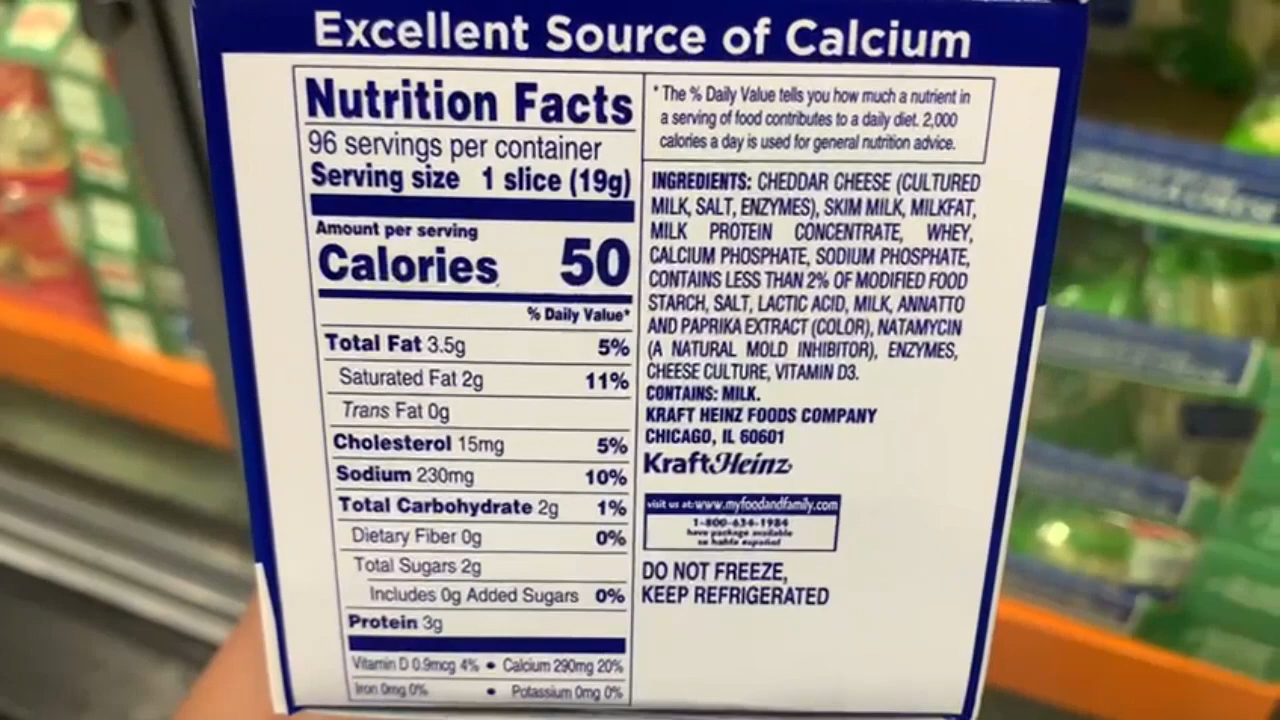 Excellent Source of Calcium
Nutrition Facts
96 servings per container
Serving size 1 slice (19g)
Amount per serving
Calories 50
% Daily Value*
Total Fat 3.5g 5%
Saturated Fat 2g 11%
Trans Fat 0g
Cholesterol 15mg 5%
Sodium 230mg 10%
Total Carbohydrate 2g 1%
Dietary Fiber 0g 0%
Total Sugars 2g
Includes 0g Added Sugars 0%
Protein 3g
Vitamin D 0.9mcg 4% • Calcium 290mg 20%
Iron 0mg 0% • Potassium 0mg 0%
* The % Daily Value tells you how much a nutrient in
a serving of food contributes to a daily diet. 2,000
calories a day is used for general nutrition advice.
INGREDIENTS: CHEDDAR CHEESE (CULTURED
MILK, SALT, ENZYMES), SKIM MILK, MILKFAT,
MILK PROTEIN CONCENTRATE, WHEY,
CALCIUM PHOSPHATE, SODIUM PHOSPHATE,
CONTAINS LESS THAN 2% OF MODIFIED FOOD
STARCH, SALT, LACTIC ACID, MILK, ANNATTO
AND PAPRIKA EXTRACT (COLOR), NATAMYCIN
(A NATURAL MOLD INHIBITOR), ENZYMES,
CHEESE CULTURE, VITAMIN D3.
CONTAINS: MILK.
KRAFT HEINZ FOODS COMPANY
CHICAGO, IL 60601
KraftHeinz
visit us at:www.myfoodandfamily.com
1-800-634-1984
have package available
se habla español
DO NOT FREEZE,
KEEP REFRIGERATED